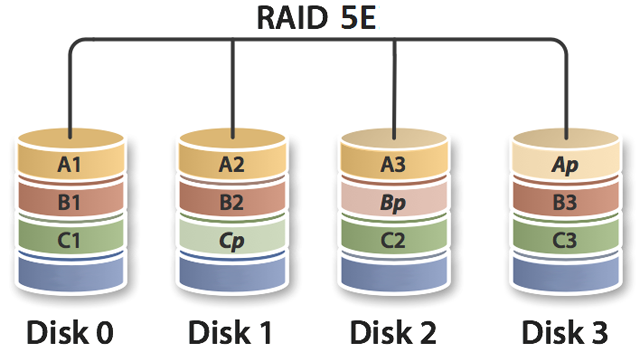 RAID 5E
A1 A2 A3 Ap
B1 B2 Bp B3
C1 Cp C2 C3
Disk 0 Disk 1 Disk 2 Disk 3